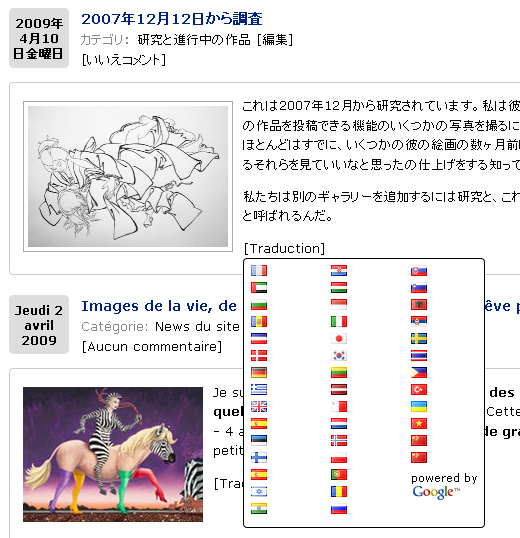 2009年
4月10
日金曜日
2007年12月12日から調査
カテゴリ: 研究と進行中の作品 [編集]
[いいえコメント]
これは2007年12月から研究されています。私は彼
の作品を投稿できる機能のいくつかの写真を撮るに
ほとんどはすでに、いくつかの彼の絵画の数ヶ月前
るそれらを見ていいなと思ったの仕上げをする知って
私たちは別のギャラリーを追加するには研究と、これ
と呼ばれるんだ。
[Traduction]
Jeudi 2
avril
2009
Images de la vie, de
êve p
Catégorie: News du site
[Aucun commentaire]
Je su
des
quel
Cette
- 4 a
de gra
petit
[Tra
powered by
Google™